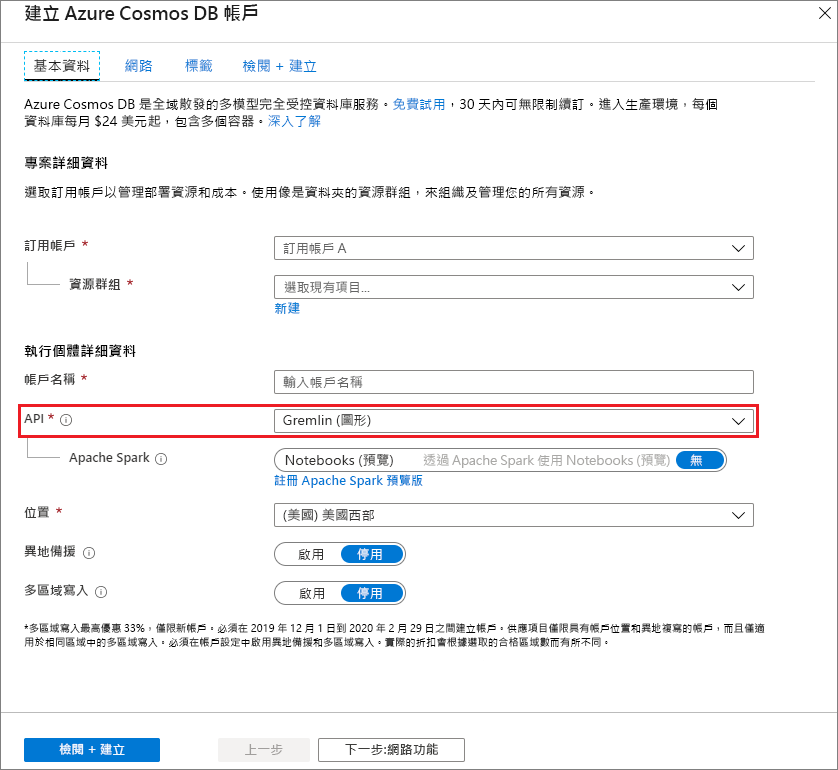 建立 Azure Cosmos DB 帳戶
基本資料 網路 標籤 檢閱 + 建立
Azure Cosmos DB 是全域散發的多模型完全受控資料庫服務。免費試用，30 天內可無限制續訂。進入生產環境，每個
資料庫每月 $24 美元起，包含多個容器。深入了解
專案詳細資料
選取訂用帳戶以管理部署資源和成本。使用像是資料夾的資源群組，來組織及管理您的所有資源。
訂用帳戶 * 訂用帳戶 A
資源群組 * 選取現有項目...
新建
執行個體詳細資料
帳戶名稱 * 輸入帳戶名稱
API * Gremlin (圖形)
Apache Spark Notebooks (預覽) 透過 Apache Spark 使用 Notebooks (預覽) 無
註冊 Apache Spark 預覽版
位置 * (美國) 美國西部
異地備援 啟用 停用
多區域寫入 啟用 停用
*多區域寫入最高優惠 33%，僅限新帳戶。必須在 2019 年 12 月 1 日到 2020 年 2 月 29 日之間建立帳戶。供應項目僅限具有帳戶位置和異地複寫的帳戶，而且僅適
用於相同區域中的多區域寫入。必須在帳戶設定中啟用異地備援和多區域寫入。實際的折扣會根據選取的合格區域數而有所不同。
檢閱 + 建立 上一步 下一步:網路功能